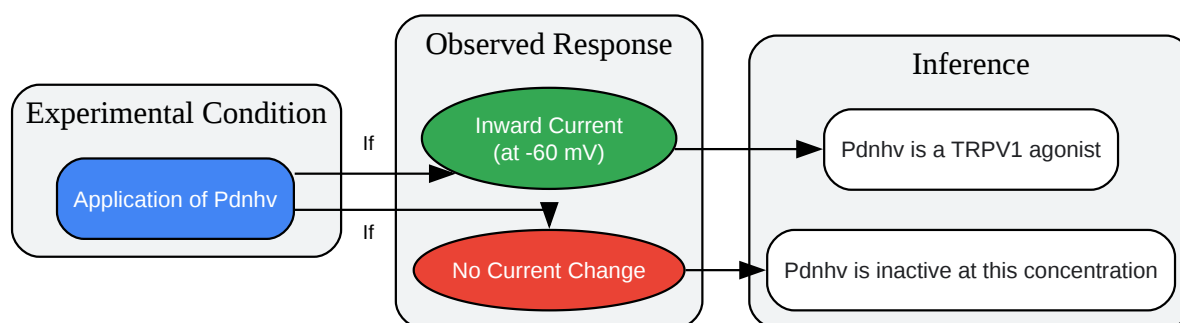 Experimental Condition
Application of Pdnhv
If
If
Observed Response
Inward Current
(at -60 mV)
No Current Change
Inference
Pdnhv is a TRPV1 agonist
Pdnhv is inactive at this concentration